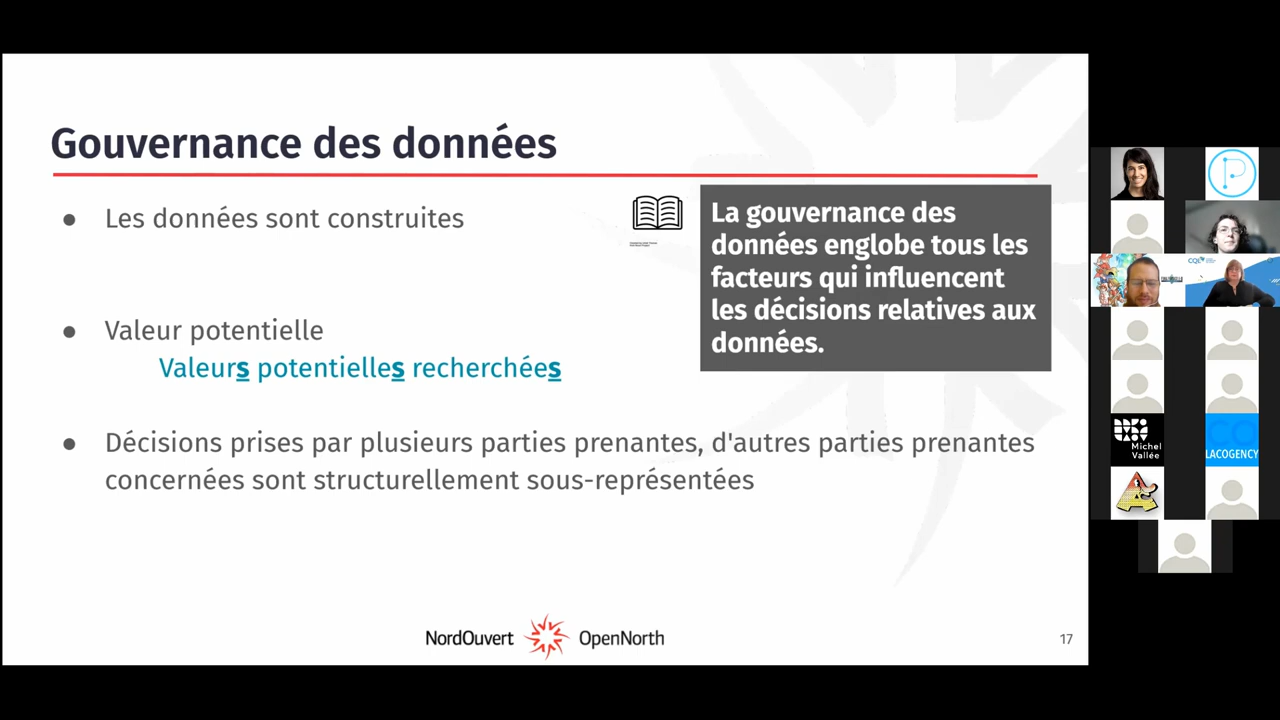 Gouvernance des données
● Les données sont construites
La gouvernance des
données englobe tous les
facteurs qui influencent
les décisions relatives aux
données.
● Valeur potentielle
Valeurs potentielles recherchées
● Décisions prises par plusieurs parties prenantes, d'autres parties prenantes
concernées sont structurellement sous-représentées
NordOuvert OpenNorth
17
P
Michel
Vallée
CO
LACOGENCY